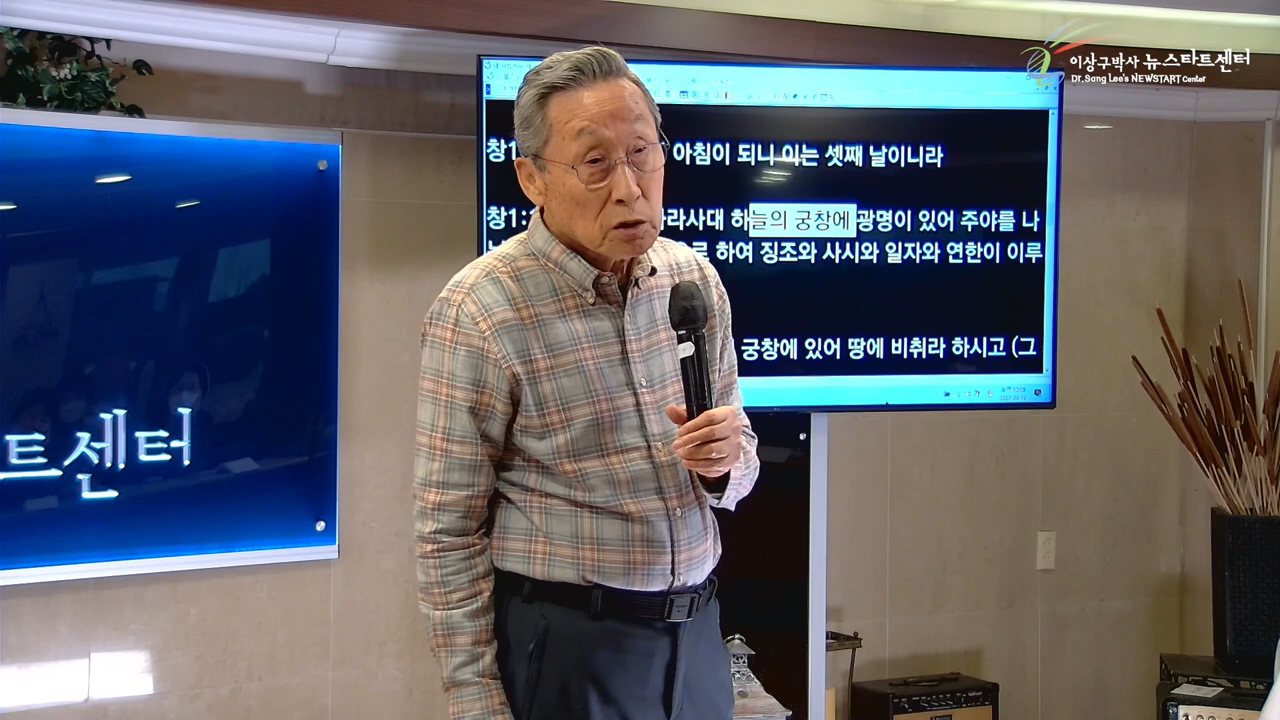 이상구박사 뉴스타트센터
Dr. Sang Lee's NEWSTART Center
창1: 아침이 되니 이는 셋째 날이니라
창1: 라사대 하늘의 궁창에 광명이 있어 주야를 나
로 하여 징조와 사시와 일자와 연한이 이루
궁창에 있어 땅에 비취라 하시고 (그
트센터